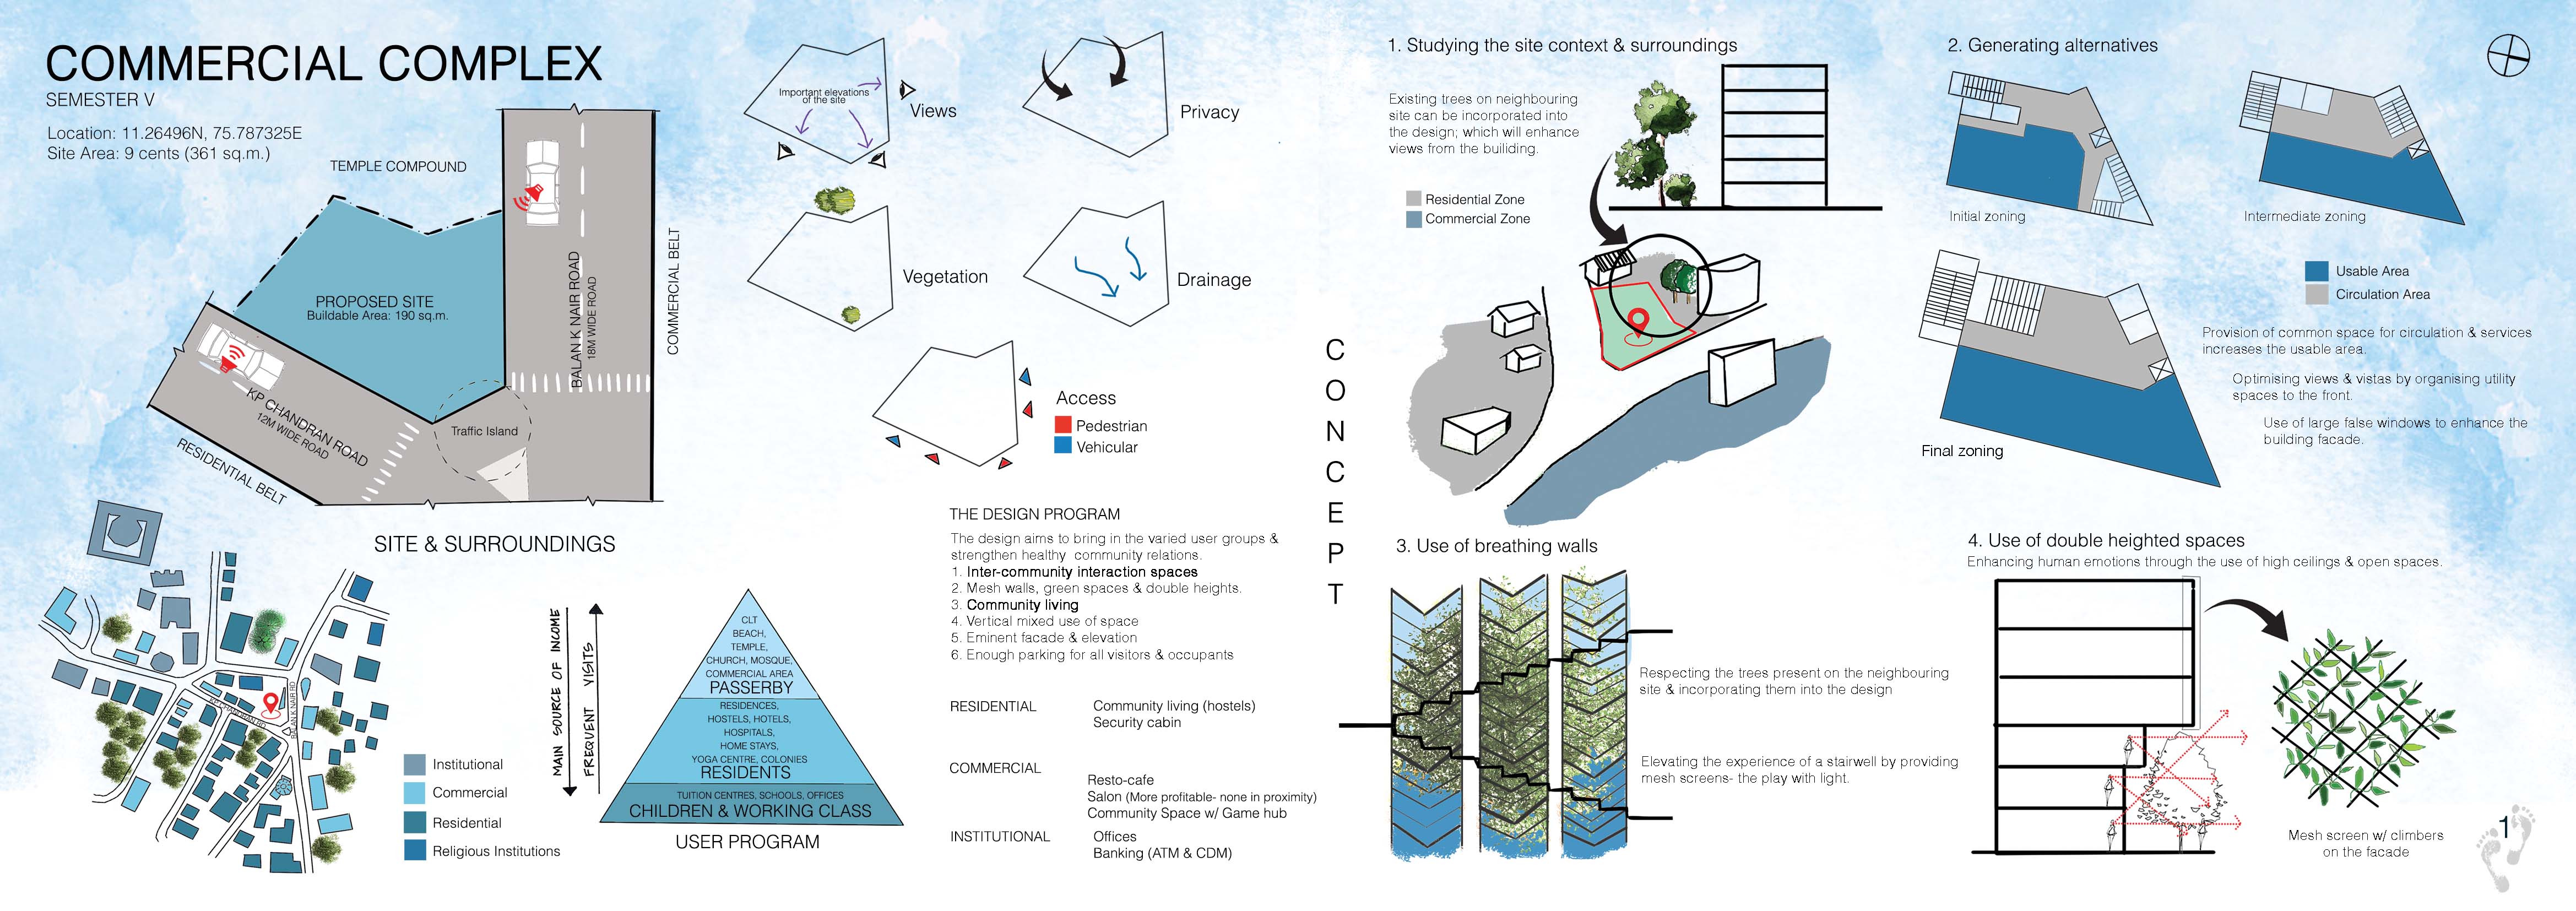 COMMERCIAL COMPLEX
SEMESTER V
Location: 11.26496N, 75.787325E
Site Area: 9 cents (361 sq.m.)
TEMPLE COMPOUND
PROPOSED SITE
Buildable Area: 190 sq.m.
BALAN K NAIR ROAD
18M WIDE ROAD
COMMERCIAL BELT
KP CHANDRAN ROAD
12M WIDE ROAD
RESIDENTIAL BELT
Traffic Island
SITE & SURROUNDINGS
KP CHANDRAN RD
BALAN K NAIR RD
Institutional
Commercial
Residential
Religious Institutions
MAIN SOURCE OF INCOME
FREQUENT VISITS
CLT
BEACH,
TEMPLE,
CHURCH, MOSQUE,
COMMERCIAL AREA
PASSERBY
RESIDENCES,
HOSTELS, HOTELS,
HOSPITALS,
HOME STAYS,
YOGA CENTRE, COLONIES
RESIDENTS
TUITION CENTRES, SCHOOLS, OFFICES
CHILDREN & WORKING CLASS
USER PROGRAM
Important elevations
of the site
Views
Privacy
Vegetation
Drainage
Access
Pedestrian
Vehicular
THE DESIGN PROGRAM
The design aims to bring in the varied user groups &
strengthen healthy community relations.
1. Inter-community interaction spaces
2. Mesh walls, green spaces & double heights.
3. Community living
4. Vertical mixed use of space
5. Eminent facade & elevation
6. Enough parking for all visitors & occupants
RESIDENTIAL
Community living (hostels)
Security cabin
COMMERCIAL
Resto-cafe
Salon (More profitable- none in proximity)
Community Space w/ Game hub
INSTITUTIONAL
Offices
Banking (ATM & CDM)
CONCEPT
1. Studying the site context & surroundings
Existing trees on neighbouring
site can be incorporated into
the design; which will enhance
views from the builiding.
Residential Zone
Commercial Zone
2. Generating alternatives
Initial zoning
Intermediate zoning
Final zoning
Usable Area
Circulation Area
Provision of common space for circulation & services
increases the usable area.
Optimising views & vistas by organising utility
spaces to the front.
Use of large false windows to enhance the
building facade.
3. Use of breathing walls
Respecting the trees present on the neighbouring
site & incorporating them into the design
Elevating the experience of a stairwell by providing
mesh screens- the play with light.
4. Use of double heighted spaces
Enhancing human emotions through the use of high ceilings & open spaces.
Mesh screen w/ climbers
on the facade
1